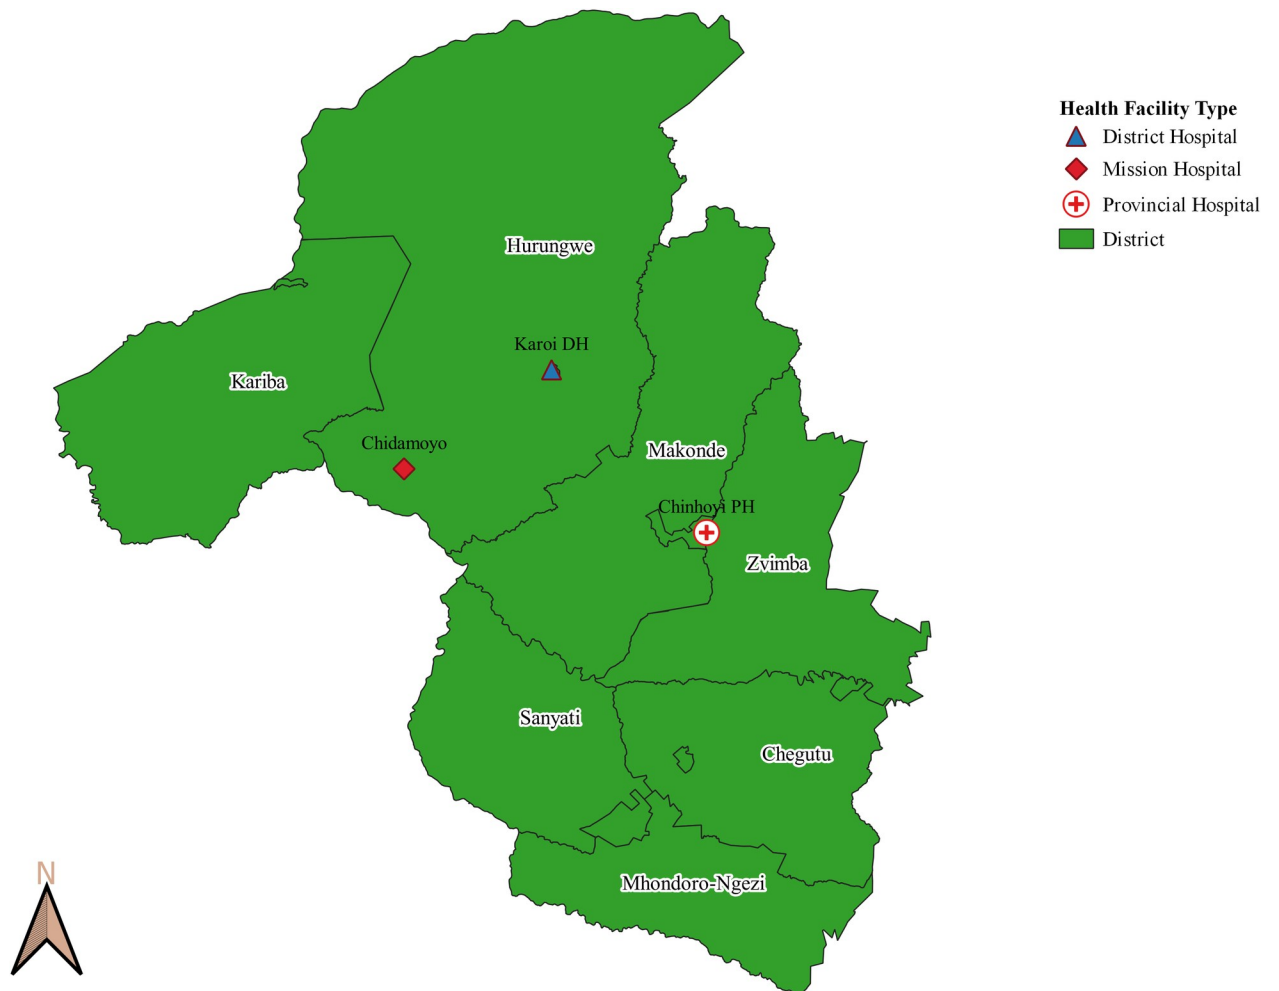 Health Facility Type
District Hospital
Mission Hospital
Provincial Hospital
District
Hurungwe
Karoi DH
Kariba
Chidamoyo
Makonde
Chinhoyi PH
Zvimba
Sanyati
Chegutu
Mhondoro-Ngezi
N